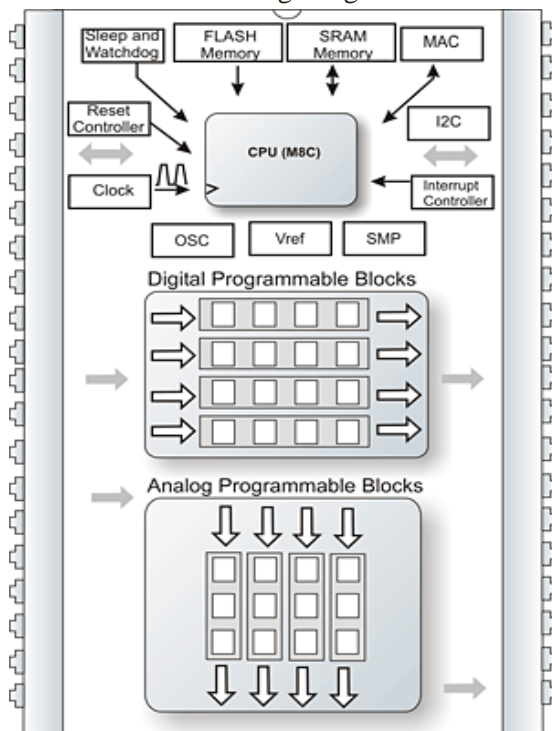 Sleep and
Watchdog
FLASH
Memory
SRAM
Memory
MAC
Reset
Controller
CPU (M8C)
I2C
Clock
Interrupt
Controller
OSC
Vref
SMP
Digital Programmable Blocks
Analog Programmable Blocks